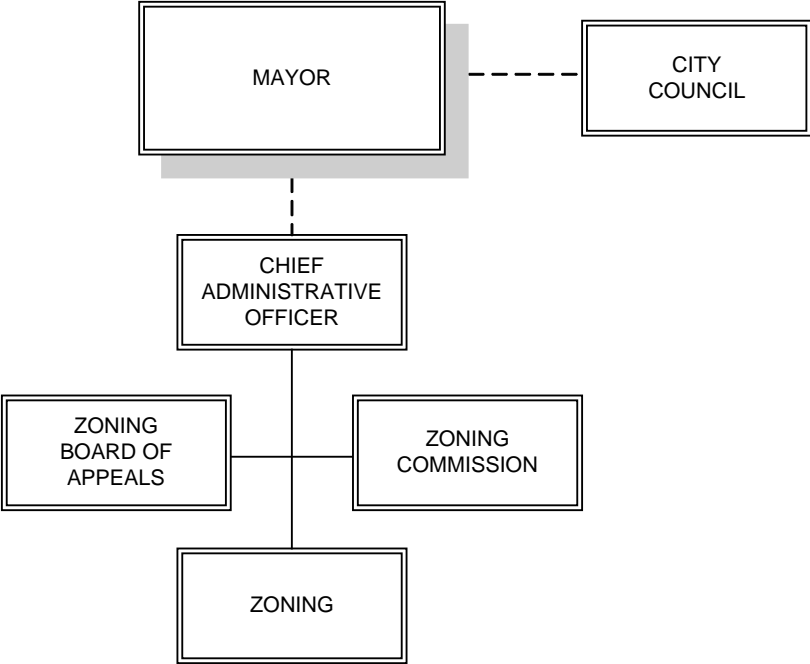 MAYOR
CITY
COUNCIL
CHIEF
ADMINISTRATIVE
OFFICER
ZONING
BOARD OF
APPEALS
ZONING
COMMISSION
ZONING